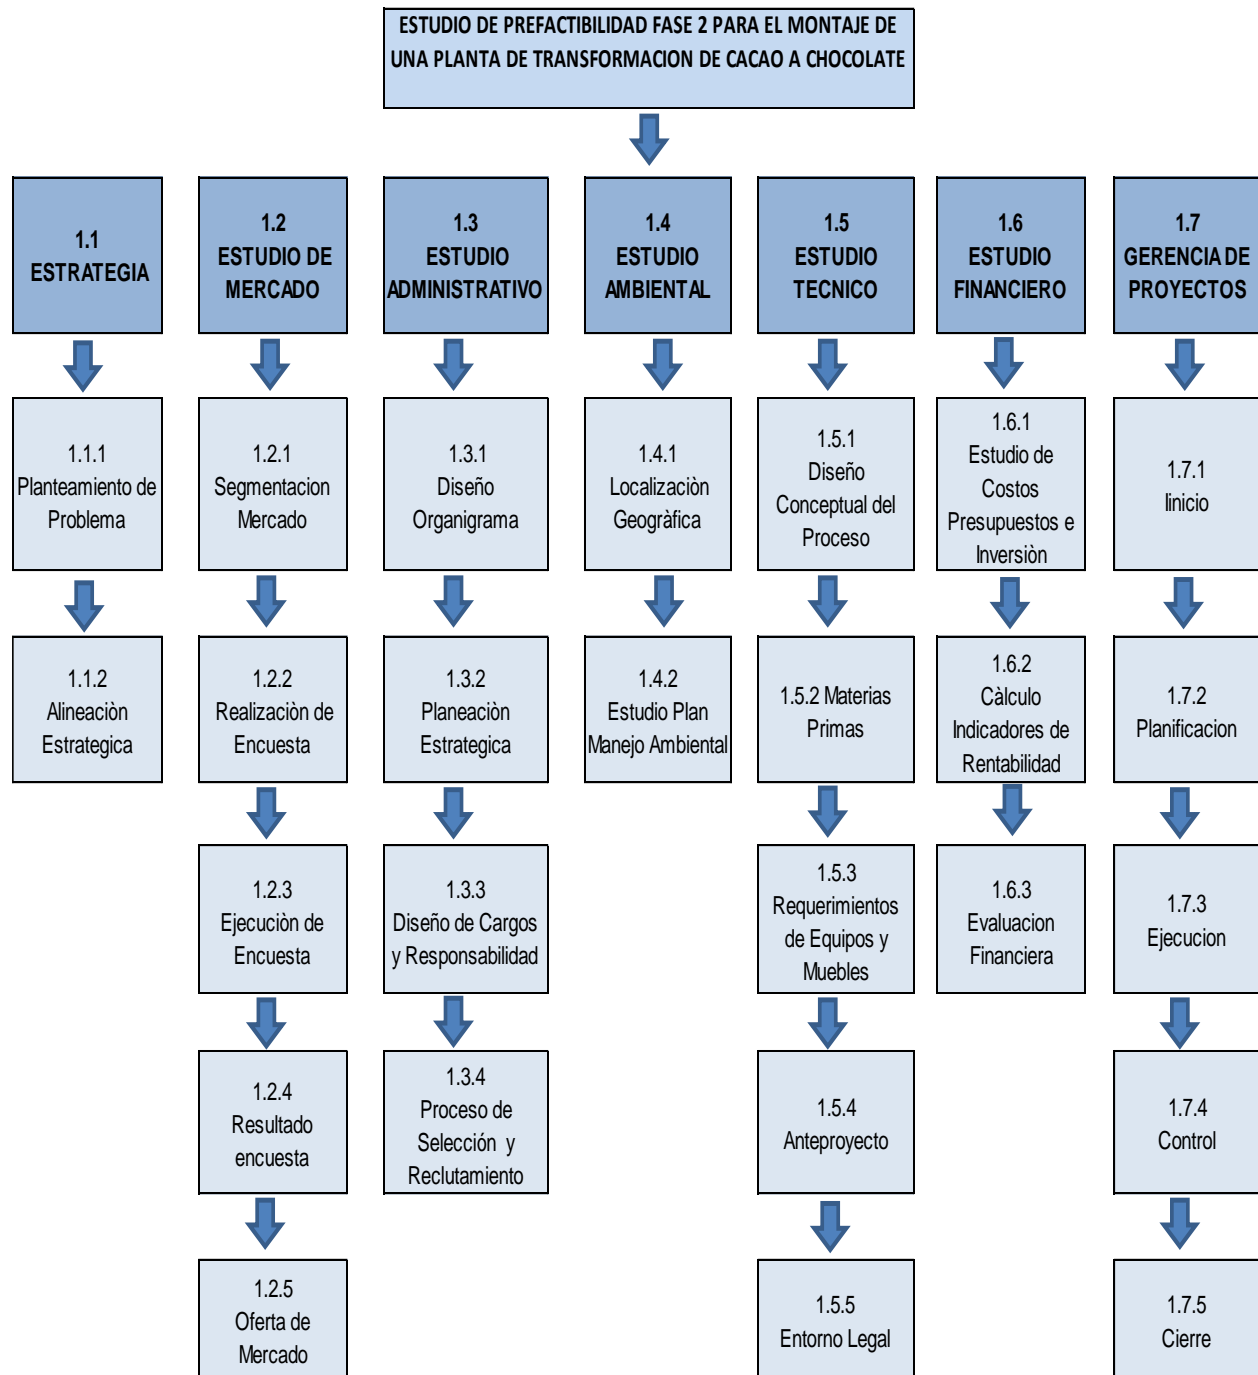 ESTUDIO DE PREFACTIBILIDAD FASE 2 PARA EL MONTAJE DE
UNA PLANTA DE TRANSFORMACION DE CACAO A CHOCOLATE
1.1
ESTRATEGIA
1.2
ESTUDIO DE
MERCADO
1.3
ESTUDIO
ADMINISTRATIVO
1.4
ESTUDIO
AMBIENTAL
1.5
ESTUDIO
TECNICO
1.6
ESTUDIO
FINANCIERO
1.7
GERENCIA DE
PROYECTOS
1.1.1
Planteamiento de
Problema
1.2.1
Segmentacion
Mercado
1.3.1
Diseño
Organigrama
1.4.1
Localizaciòn
Geogràfica
1.5.1
Diseño
Conceptual del
Proceso
1.6.1
Estudio de
Costos
Presupuestos e
Inversiòn
1.7.1
Iinicio
1.1.2
Alineaciòn
Estrategica
1.2.2
Realizaciòn de
Encuesta
1.3.2
Planeaciòn
Estrategica
1.4.2
Estudio Plan
Manejo Ambiental
1.5.2 Materias
Primas
1.6.2
Càlculo
Indicadores de
Rentabilidad
1.7.2
Planificacion
1.2.3
Ejecuciòn de
Encuesta
1.3.3
Diseño de Cargos
y Responsabilidad
1.5.3
Requerimientos
de Equipos y
Muebles
1.6.3
Evaluacion
Financiera
1.7.3
Ejecucion
1.2.4
Resultado
encuesta
1.3.4
Proceso de
Selección y
Reclutamiento
1.5.4
Anteproyecto
1.7.4
Control
1.2.5
Oferta de
Mercado
1.5.5
Entorno Legal
1.7.5
Cierre